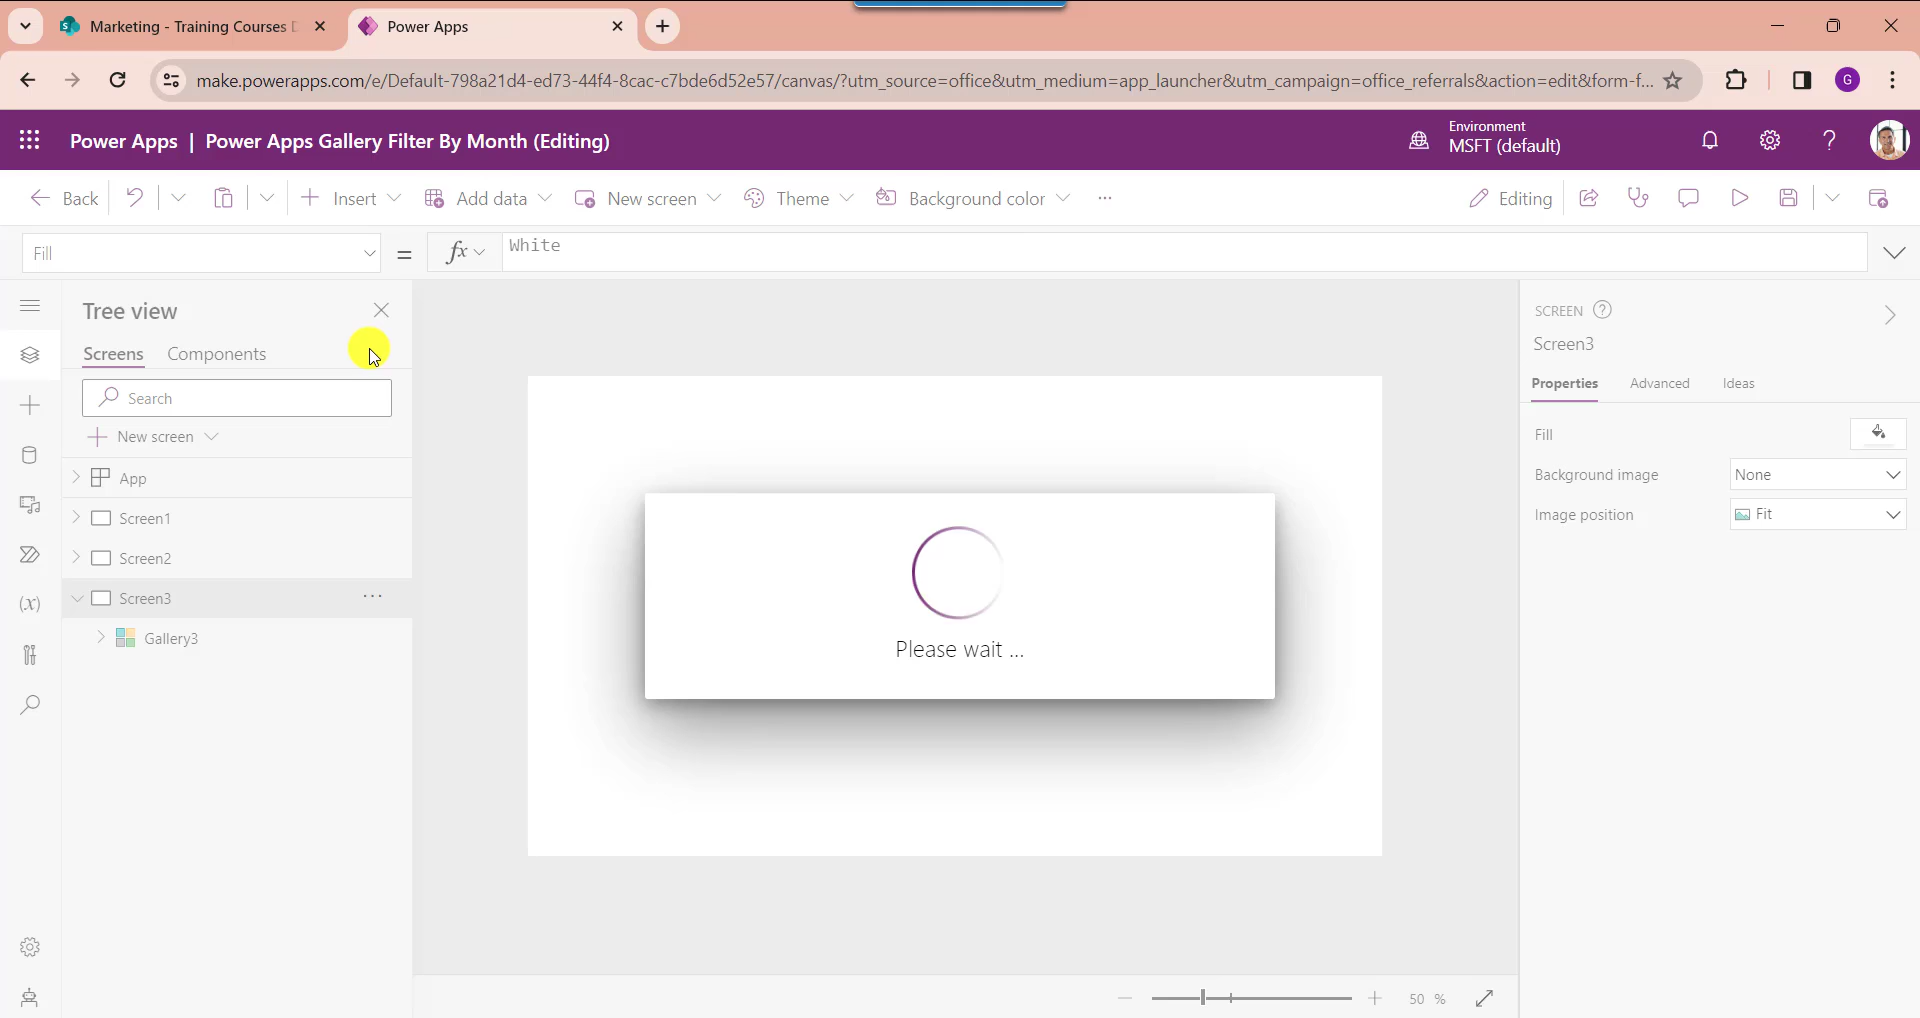 Marketing - Training Courses D
Power Apps
make.powerapps.com/e/Default-798a21d4-ed73-44f4-8cac-c7bde6d52e57/canvas/?utm_source=office&utm_medium=app_launcher&utm_campaign=office_referrals&action=edit&form-f...
G
Power Apps | Power Apps Gallery Filter By Month (Editing)
Environment
MSFT (default)
Back
Insert
Add data
New screen
Theme
Background color
...
Editing
Fill
=
fx
White
Tree view
Screens
Components
Search
New screen
App
Screen1
Screen2
Screen3
...
Gallery3
Please wait ...
SCREEN
Screen3
Properties
Advanced
Ideas
Fill
Background image
None
Image position
Fit
50 %